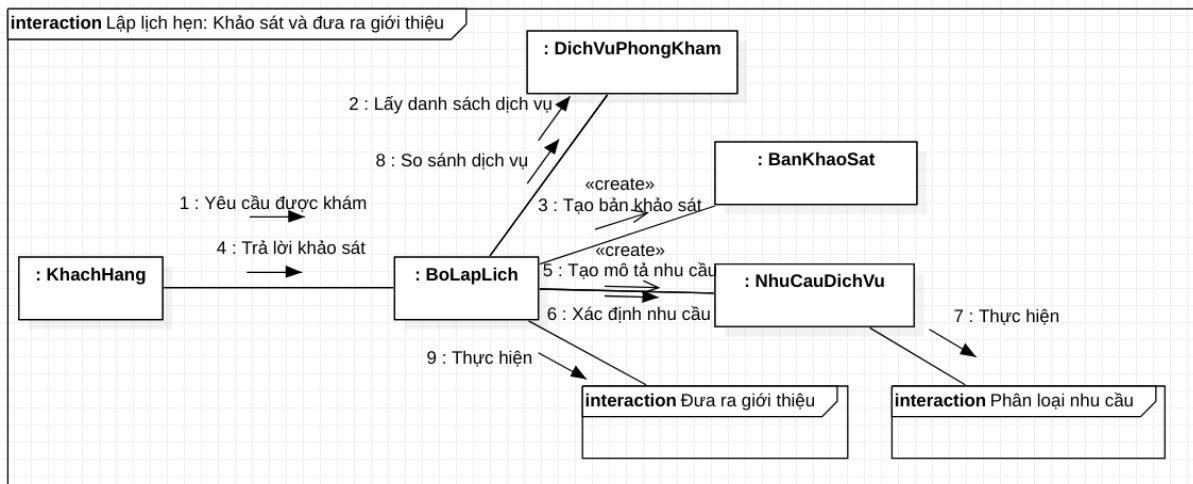 interaction Lập lịch hẹn: Khảo sát và đưa ra giới thiệu
: DichVuPhongKham
2 : Lấy danh sách dịch vụ
8 : So sánh dịch vụ
: BanKhaoSat
«create»
3 : Tạo bản khảo sát
1 : Yêu cầu được khám
4 : Trả lời khảo sát
: KhachHang
: BoLapLich
«create»
5 : Tạo mô tả nhu cầu
6 : Xác định nhu cầu
: NhuCauDichVu
7 : Thực hiện
9 : Thực hiện
interaction Đưa ra giới thiệu
interaction Phân loại nhu cầu